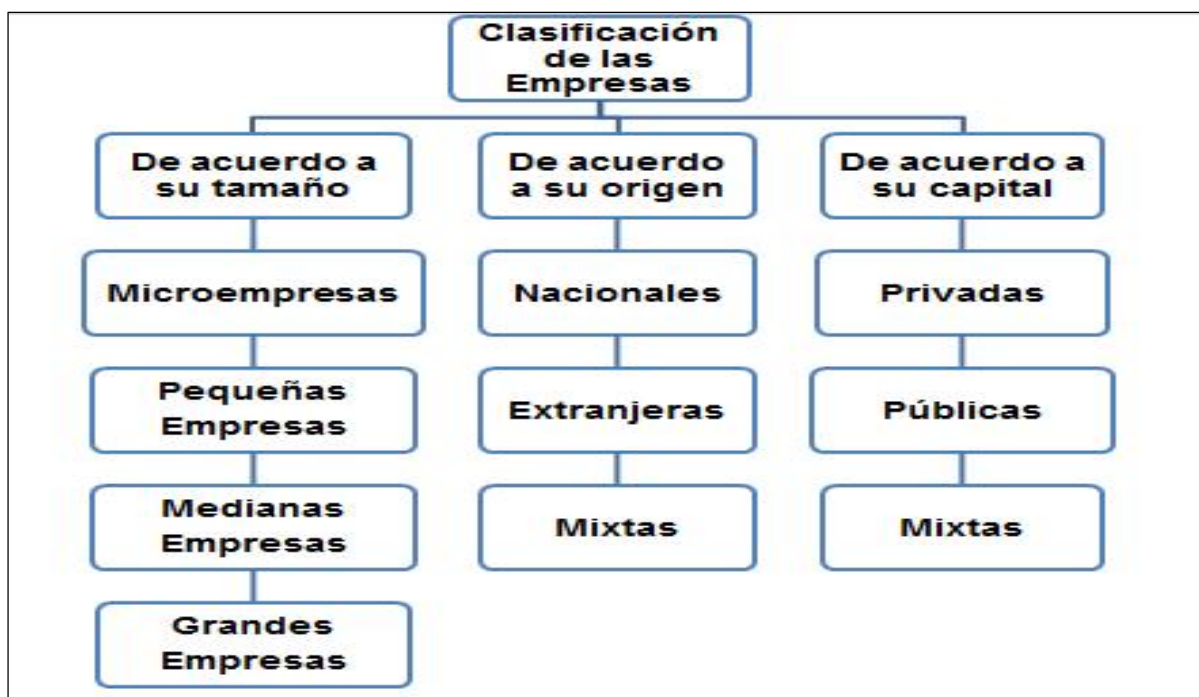 Clasificación
de las
Empresas
De acuerdo a
su tamaño
Microempresas
Pequeñas
Empresas
Medianas
Empresas
Grandes
Empresas
De acuerdo
a su origen
Nacionales
Extranjeras
Mixtas
De acuerdo a
su capital
Privadas
Públicas
Mixtas